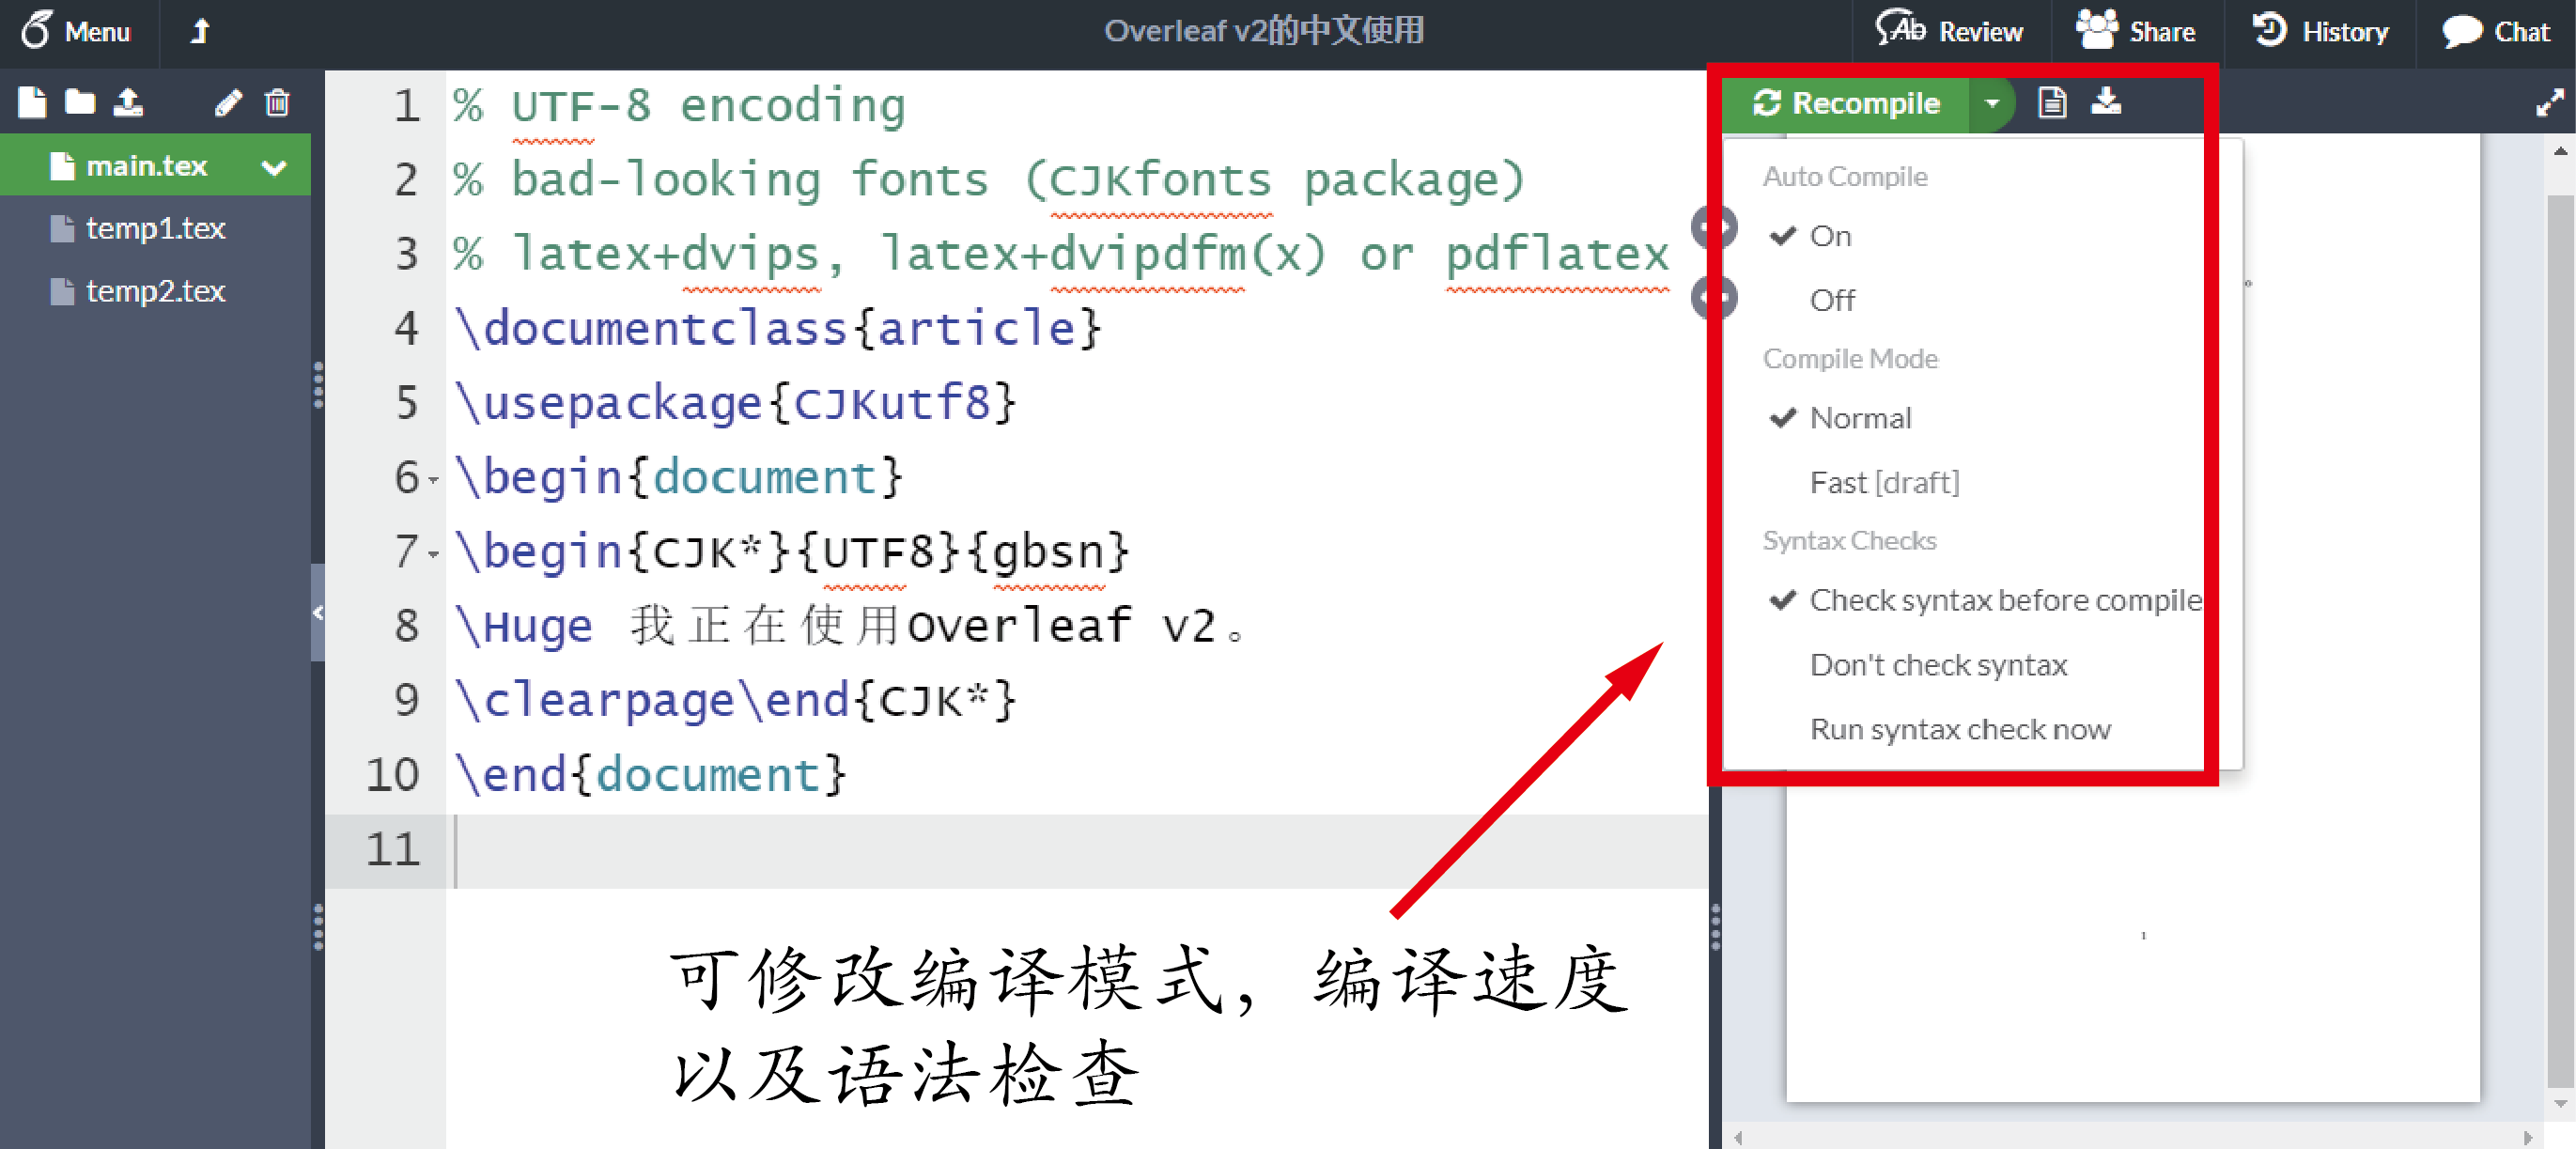 Menu
Overleaf v2的中文使用
Review
Share
History
Chat
main.tex
temp1.tex
temp2.tex
1 % UTF-8 encoding
2 % bad-looking fonts (CJKfonts package)
3 % latex+dvips, latex+dvipdfm(x) or pdflatex
4 \documentclass{article}
5 \usepackage{CJKutf8}
6 \begin{document}
7 \begin{CJK*}{UTF8}{gbsn}
8 \Huge 我正在使用Overleaf v2。
9 \clearpage\end{CJK*}
10 \end{document}
11
可修改编译模式，编译速度
以及语法检查
Recompile
Auto Compile
On
Off
Compile Mode
Normal
Fast [draft]
Syntax Checks
Check syntax before compile
Don't check syntax
Run syntax check now
。
1